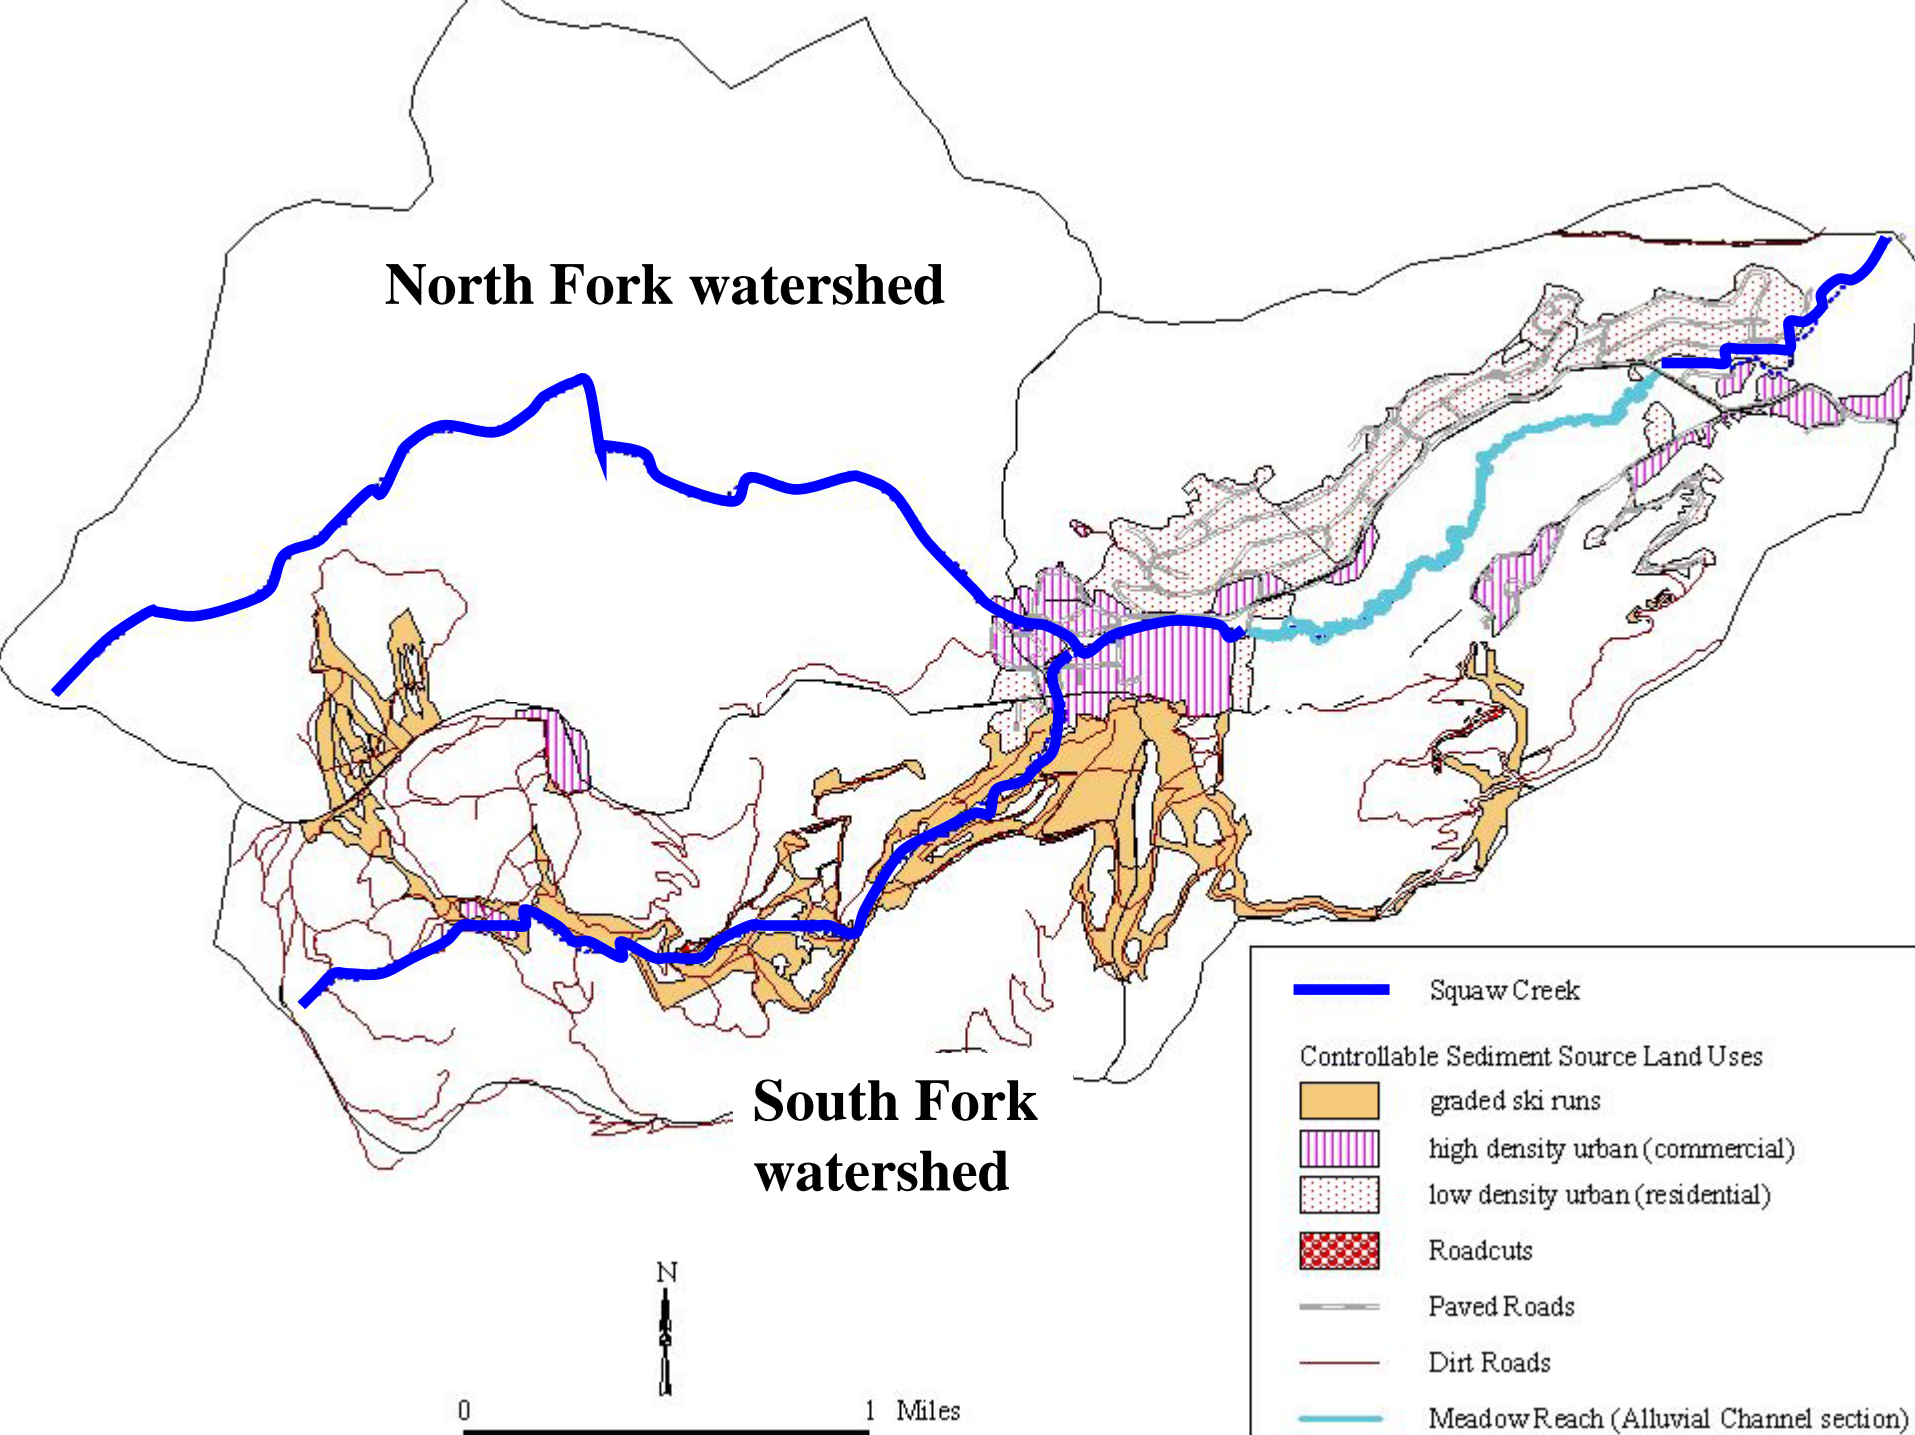 North Fork watershed
South Fork
watershed
N
0 1 Miles
Squaw Creek
Controllable Sediment Source Land Uses
graded ski runs
high density urban (commercial)
low density urban (residential)
Roadcuts
Paved Roads
Dirt Roads
Meadow Reach (Alluvial Channel section)